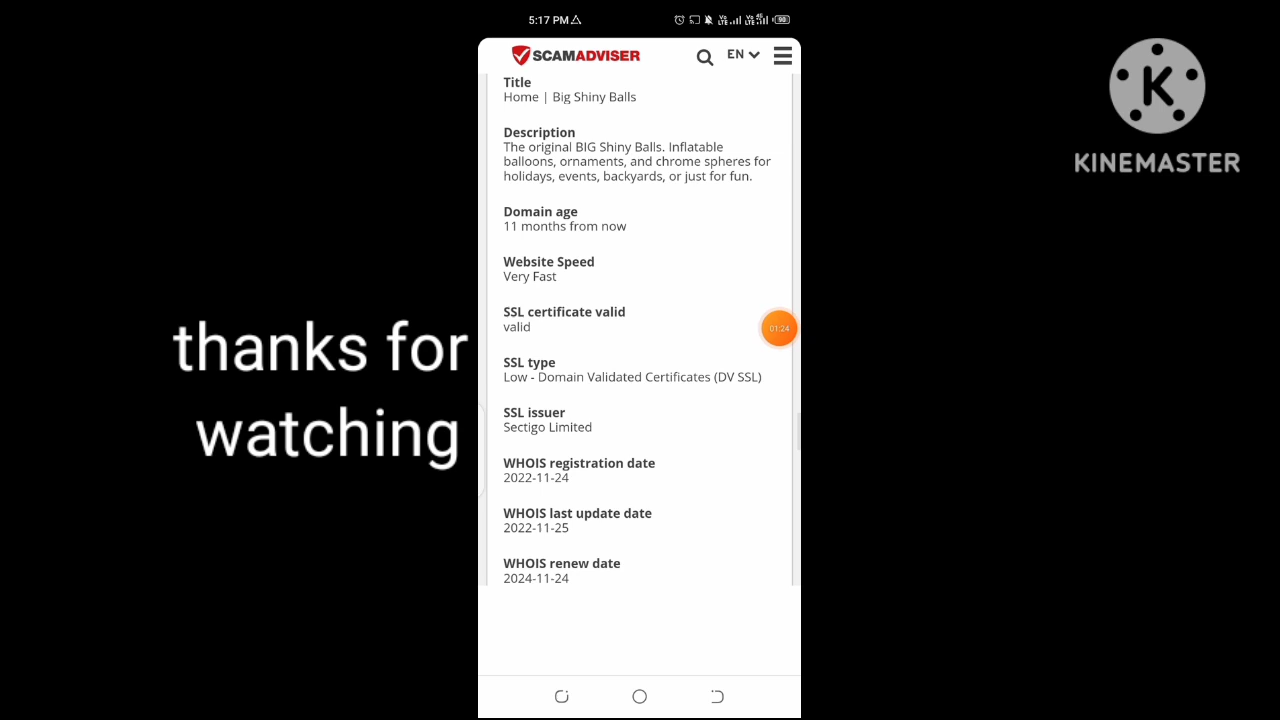 5:17 PM
98
SCAMADVISER
EN
Title
Home | Big Shiny Balls
Description
The original BIG Shiny Balls. Inflatable
balloons, ornaments, and chrome spheres for
holidays, events, backyards, or just for fun.
Domain age
11 months from now
Website Speed
Very Fast
SSL certificate valid
valid
01:24
SSL type
Low - Domain Validated Certificates (DV SSL)
SSL issuer
Sectigo Limited
WHOIS registration date
2022-11-24
WHOIS last update date
2022-11-25
WHOIS renew date
2024-11-24
thanks for
watching
K
KINEMASTER